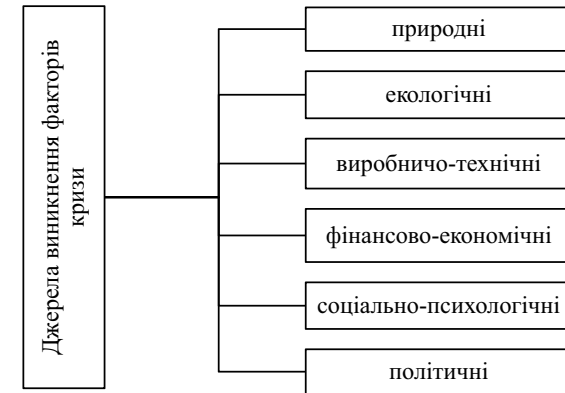 Джерела виникнення факторів
кризи
природні
екологічні
виробничо-технічні
фінансово-економічні
соціально-психологічні
політичні